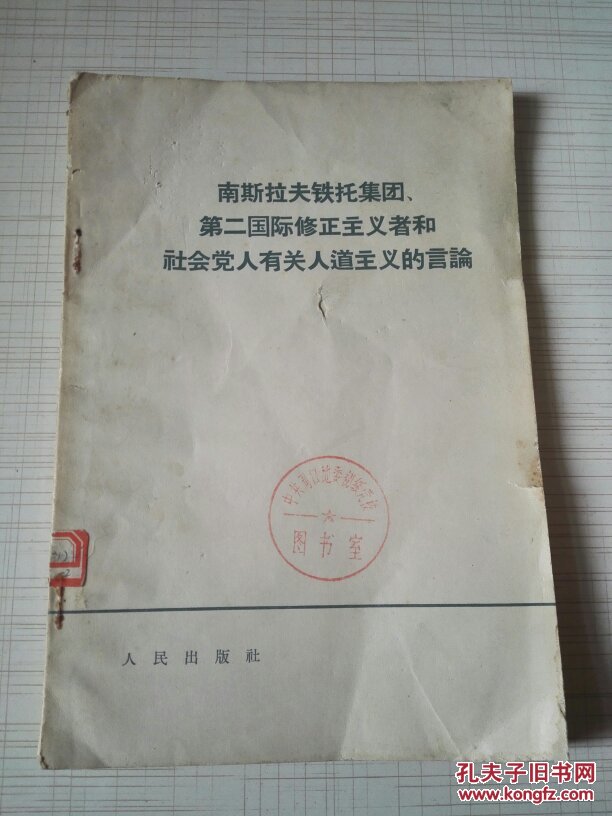 南斯拉夫铁托集团、
第二国际修正主义者和
社会党人有关人道主义的言論
图书室
人民出版社
孔夫子旧书网
www.kongfz.com